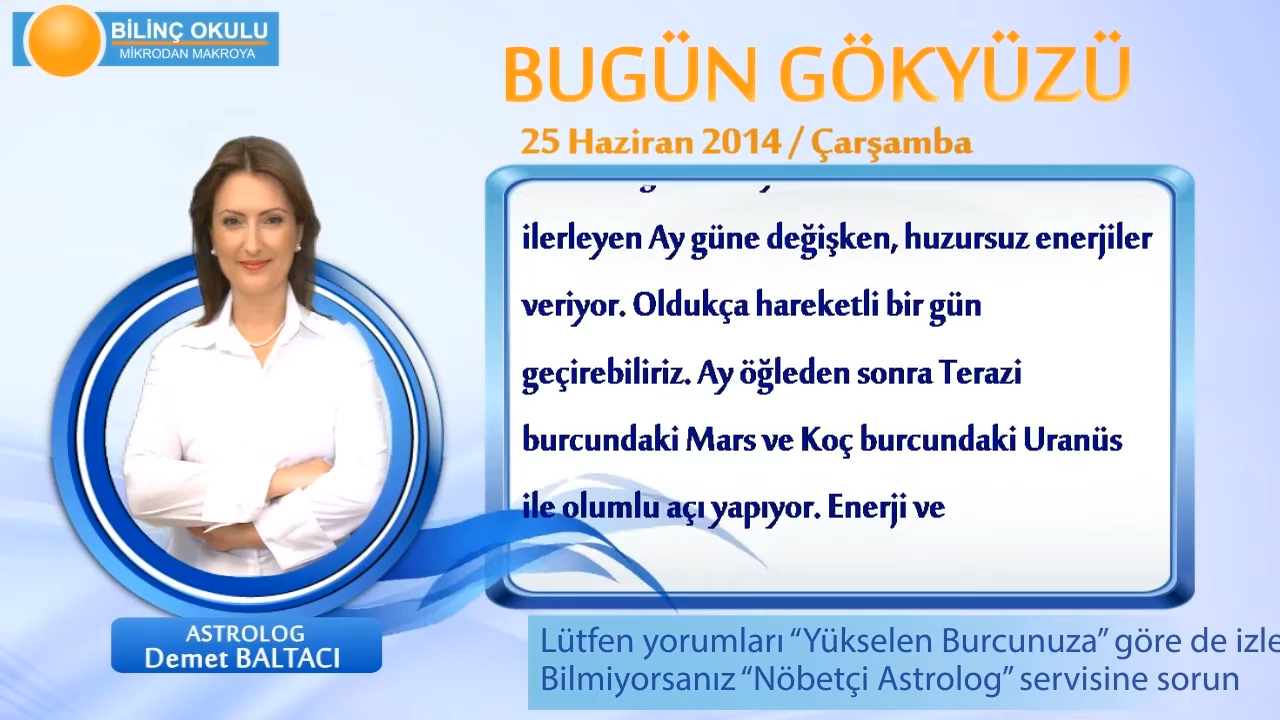 BİLİNÇ OKULU
MİKRODAN MAKROYA
BUGÜN GÖKYÜZÜ
25 Haziran 2014 / Çarşamba
ilerleyen Ay güne değişken, huzursuz enerjiler
veriyor. Oldukça hareketli bir gün
geçirebiliriz. Ay öğleden sonra Terazi
burcundaki Mars ve Koç burcundaki Uranüs
ile olumlu açı yapıyor. Enerji ve
ASTROLOG
Demet BALTACI
Lütfen yorumları “Yükselen Burcunuza” göre de izle
Bilmiyorsanız “Nöbetçi Astrolog” servisine sorun